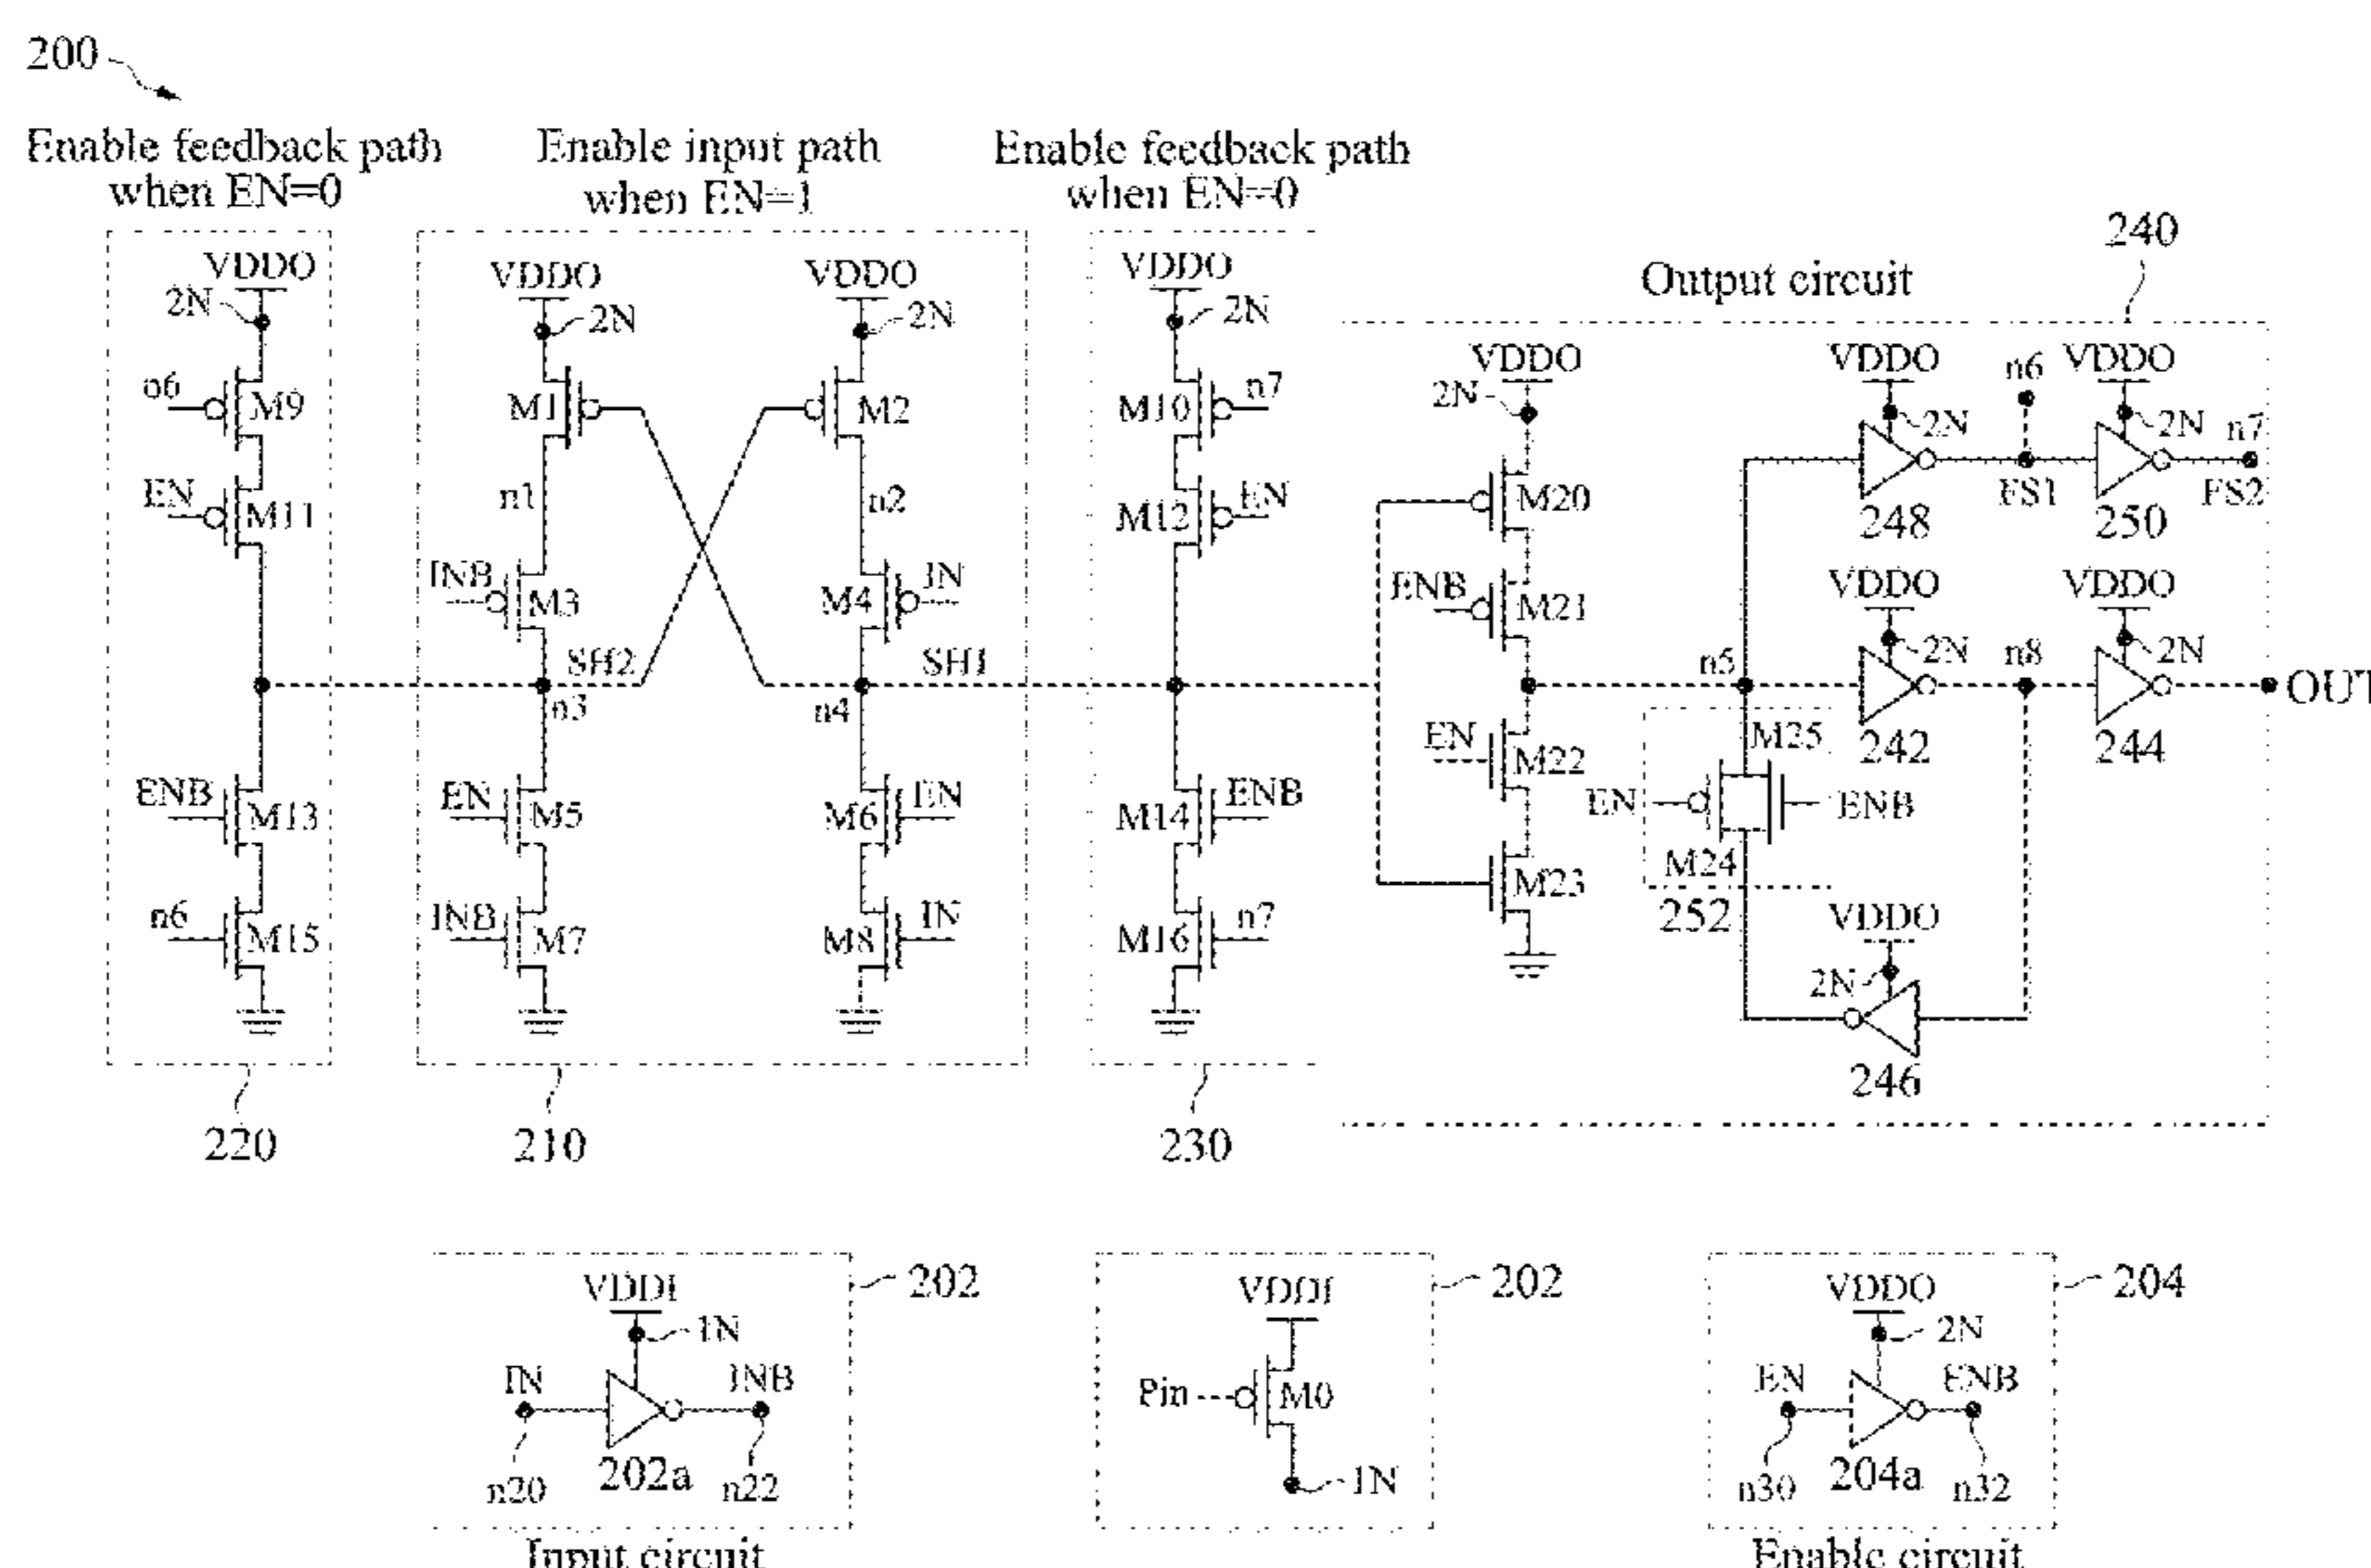 200
Enable feedback path
when EN=0
Enable input path
when EN=1
Enable feedback path
when EN=0
VDDO
2N
o6
M9
EN
M11
ENB
M13
n6
M15
220
VDDO
2N
VDDO
2N
M1
M2
n1
n2
INB
M3
M4
IN
SH2
SH1
n3
n4
EN
M5
M6
EN
INB
M7
M8
IN
210
VDDO
2N
M10
n7
M12
EN
M14
ENB
M16
n7
230
240
Output circuit
VDDO
2N
M20
ENB
M21
EN
M22
M23
VDDO
2N
n6
VDDO
2N
n7
248
FS1
250
FS2
n5
VDDO
2N
n8
VDDO
2N
OUT
242
244
M25
EN
ENB
M24
252
VDDO
2N
246
VDDI
202
1N
IN
INB
n20
202a
n22
Input circuit
VDDI
202
Pin
M0
1N
VDDO
204
2N
EN
ENB
n30
204a
n32
Enable circuit